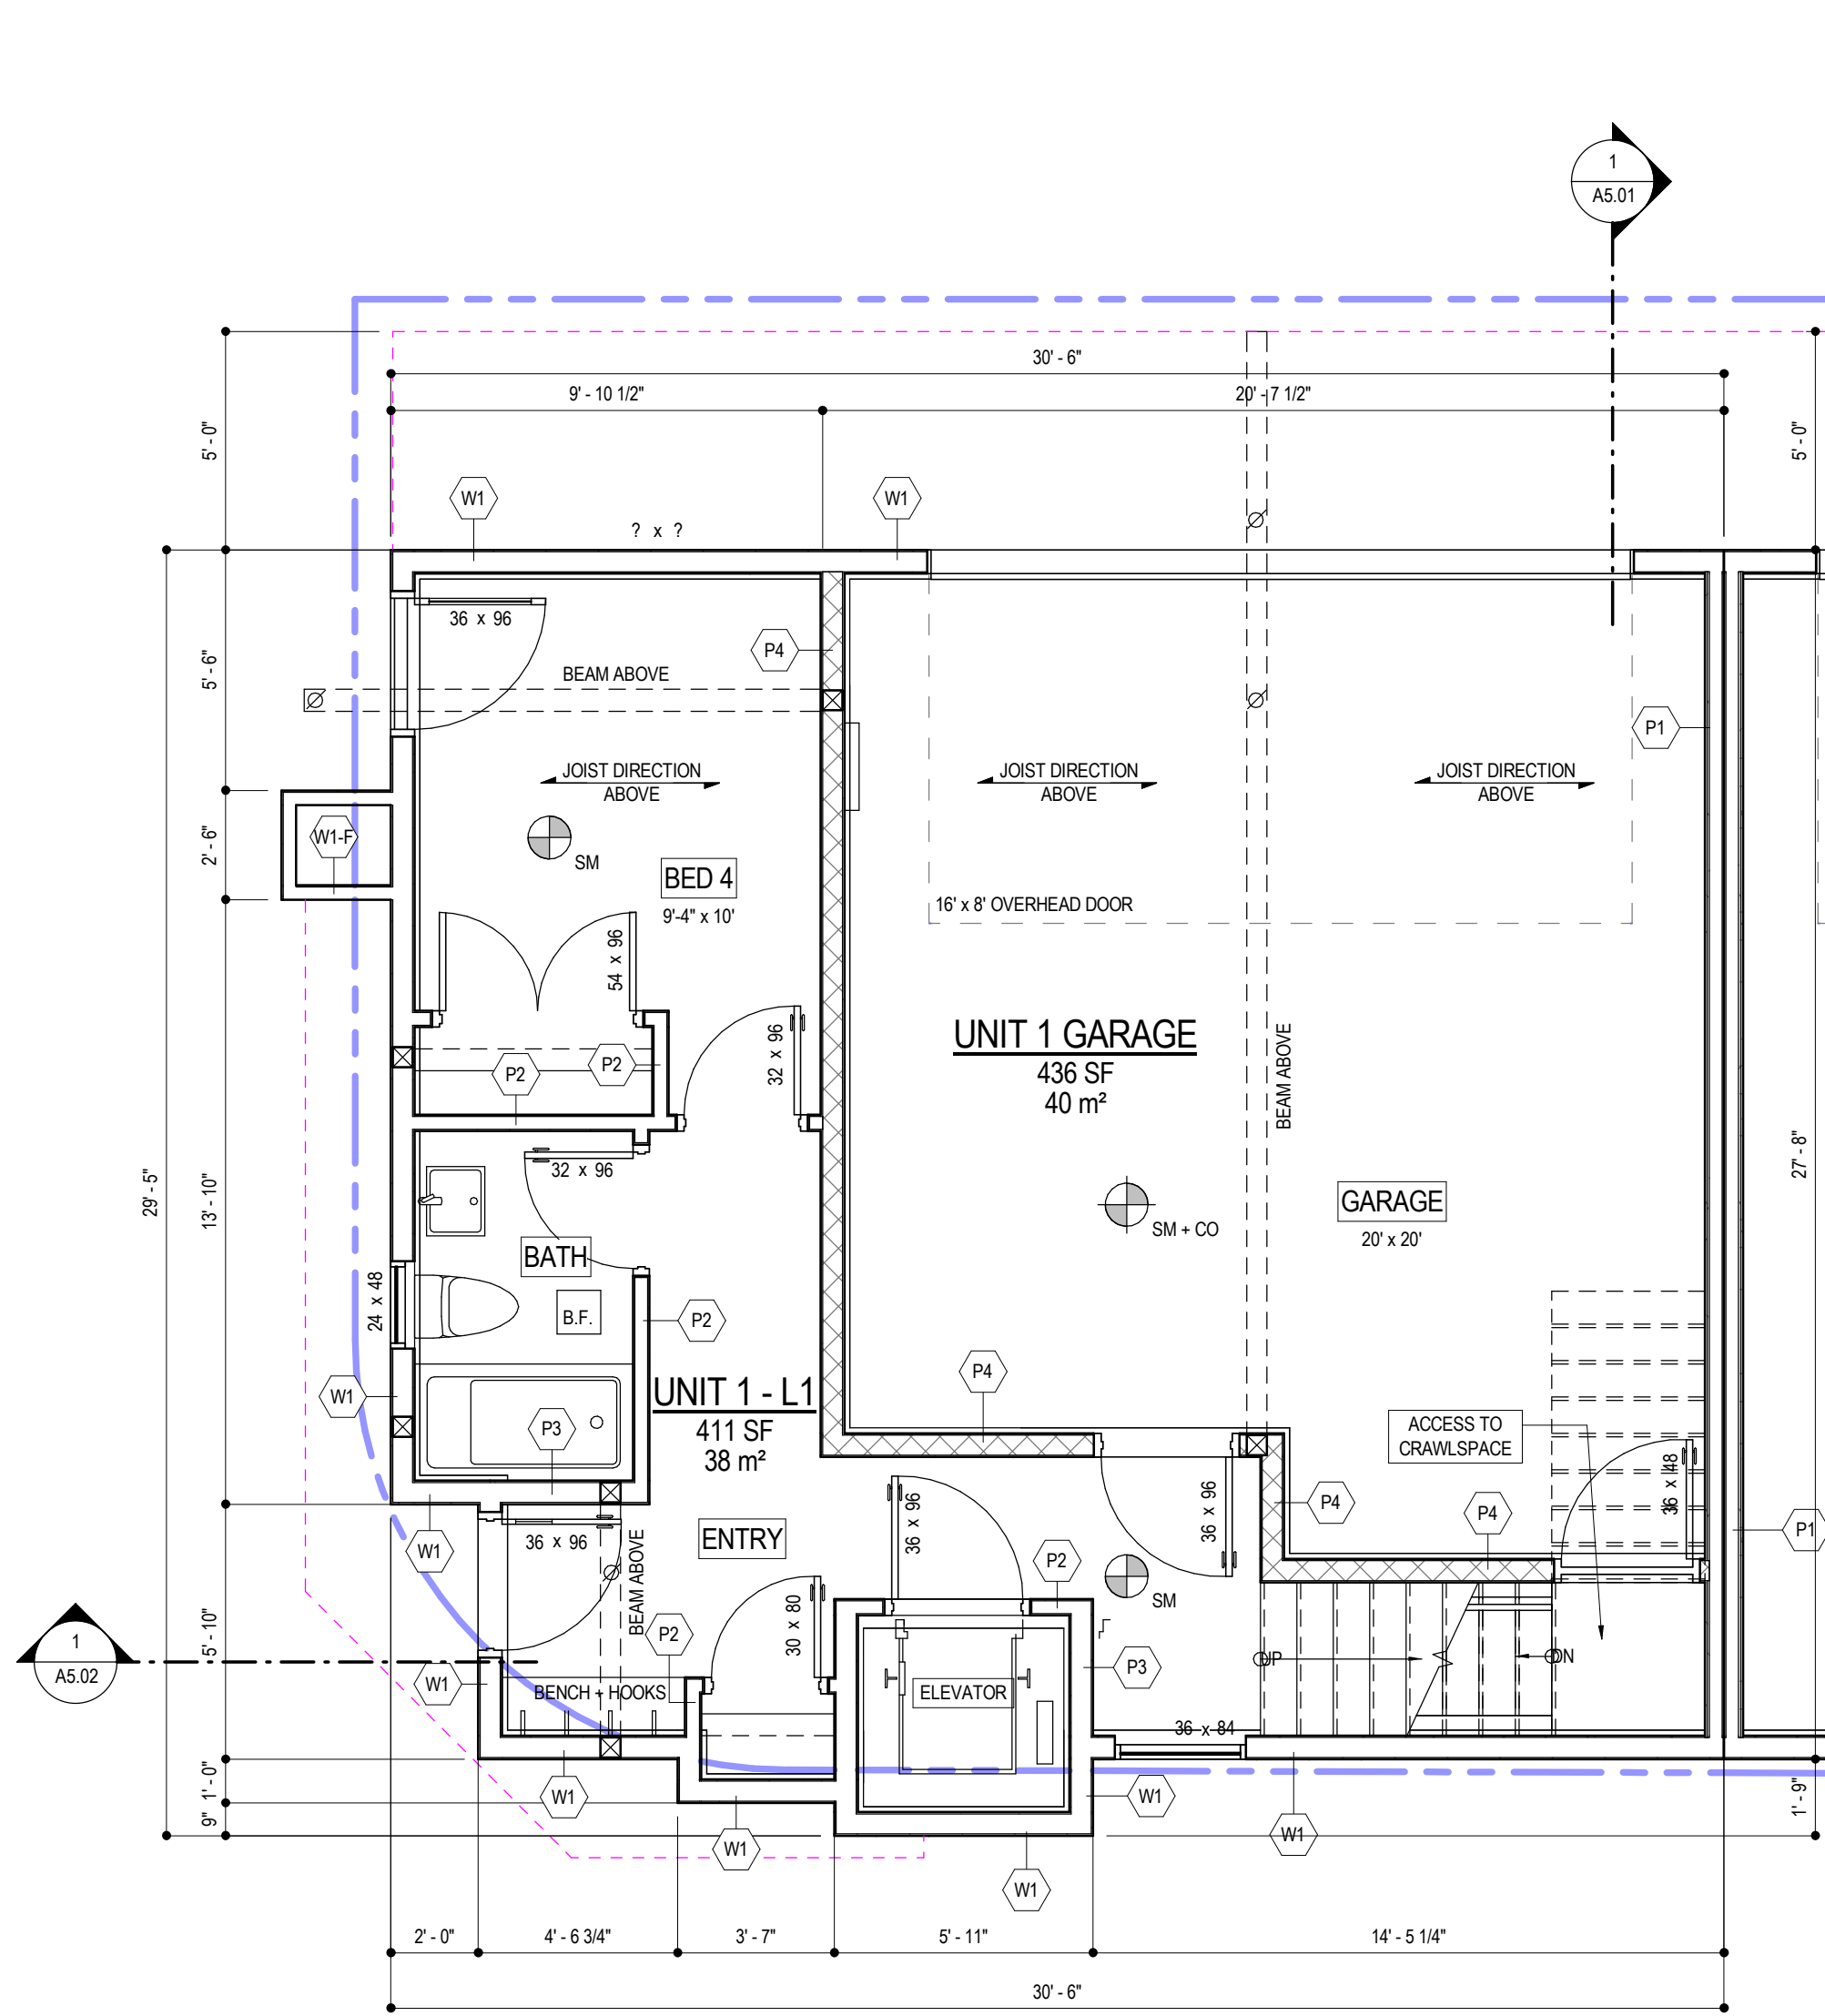 1
A5.01
30' - 6"
9' - 10 1/2"
20' - 7 1/2"
5' - 0"
5' - 0"
W1
W1
? x ?
36 x 96
P4
BEAM ABOVE
5' - 6"
P1
JOIST DIRECTION
ABOVE
JOIST DIRECTION
ABOVE
JOIST DIRECTION
ABOVE
2' - 6"
W1-F
SM
BED 4
9'-4" x 10'
16' x 8' OVERHEAD DOOR
54 x 96
UNIT 1 GARAGE
436 SF
40 m²
32 x 96
P2
P2
BEAM ABOVE
29' - 5"
13' - 10"
27' - 8"
32 x 96
SM + CO
GARAGE
20' x 20'
BATH
24 x 48
B.F.
P2
P4
W1
UNIT 1 - L1
411 SF
38 m²
P3
ACCESS TO
CRAWLSPACE
36 x 48
36 x 96
36 x 96
P4
P4
P1
W1
36 x 96
ENTRY
BEAM ABOVE
P2
SM
5' - 10"
1
A5.02
P2
30 x 80
P3
UP
DN
W1
BENCH + HOOKS
ELEVATOR
36 x 84
1' - 0"
9"
1' - 9"
W1
W1
W1
W1
W1
2' - 0"
4' - 6 3/4"
3' - 7"
5' - 11"
14' - 5 1/4"
30' - 6"